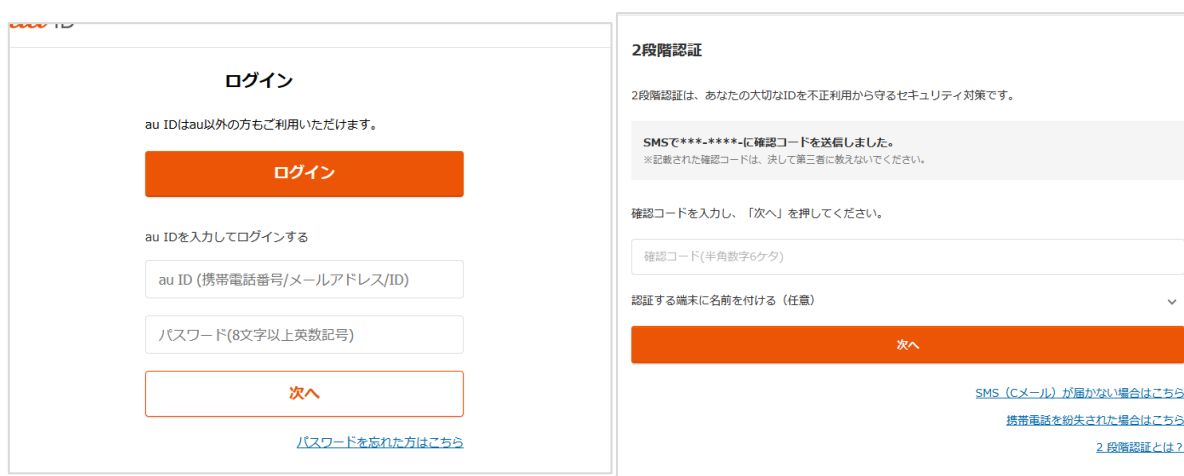 ID
ログイン
au IDはau以外の方もご利用いただけます。
ログイン
au IDを入力してログインする
au ID (携帯電話番号/メールアドレス/ID)
パスワード(8文字以上英数記号)
次へ
パスワードを忘れた方はこちら
2段階認証
2段階認証は、あなたの大切なIDを不正利用から守るセキュリティ対策です。
SMSで***-****-に確認コードを送信しました。
※記載された確認コードは、決して第三者に教えないでください。
確認コードを入力し、「次へ」を押してください。
確認コード(半角数字6ケタ)
認証する端末に名前を付ける（任意）
次へ
SMS（Cメール）が届かない場合はこちら
携帯電話を紛失された場合はこちら
2 段階認証とは?